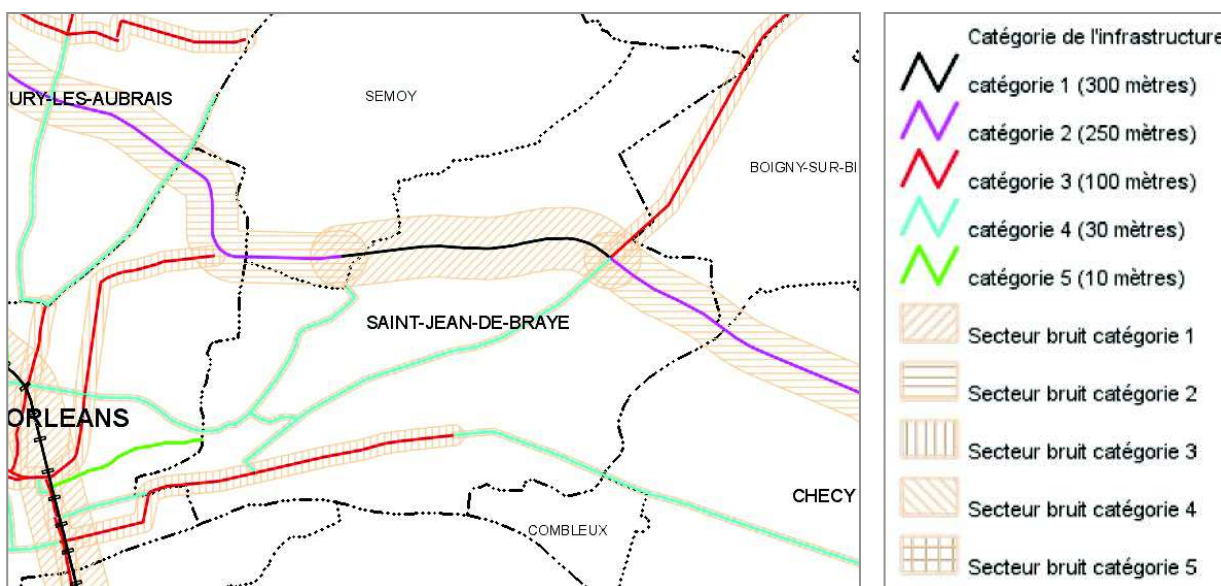 URY-LES-AUBRAIS
SEMOY
BOIGNY-SUR-BI
SAINT-JEAN-DE-BRAYE
ORLEANS
CHECY
COMBLEUX
Catégorie de l'infrastructure
catégorie 1 (300 mètres)
catégorie 2 (250 mètres)
catégorie 3 (100 mètres)
catégorie 4 (30 mètres)
catégorie 5 (10 mètres)
Secteur bruit catégorie 1
Secteur bruit catégorie 2
Secteur bruit catégorie 3
Secteur bruit catégorie 4
Secteur bruit catégorie 5